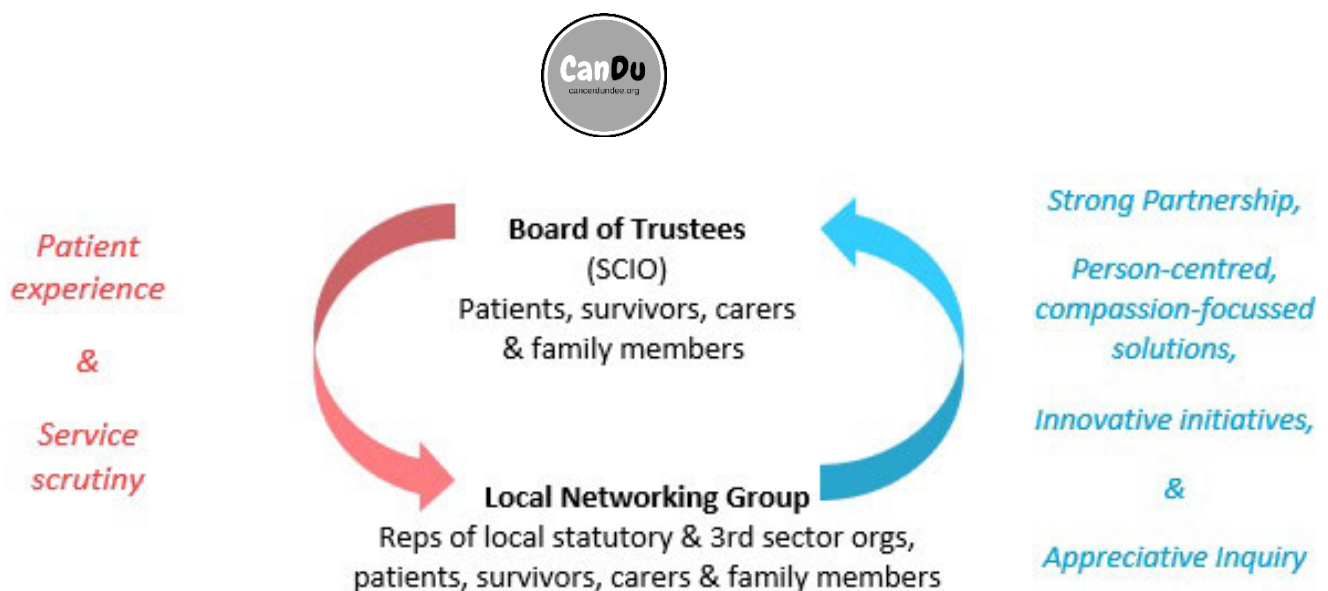 CanDu
cancerdundee.org
Patient
experience
&
Service
scrutiny
Board of Trustees
(SCIO)
Patients, survivors, carers
& family members
Local Networking Group
Reps of local statutory & 3rd sector orgs,
patients, survivors, carers & family members
Strong Partnership,
Person-centred,
compassion-focussed
solutions,
Innovative initiatives,
&
Appreciative Inquiry